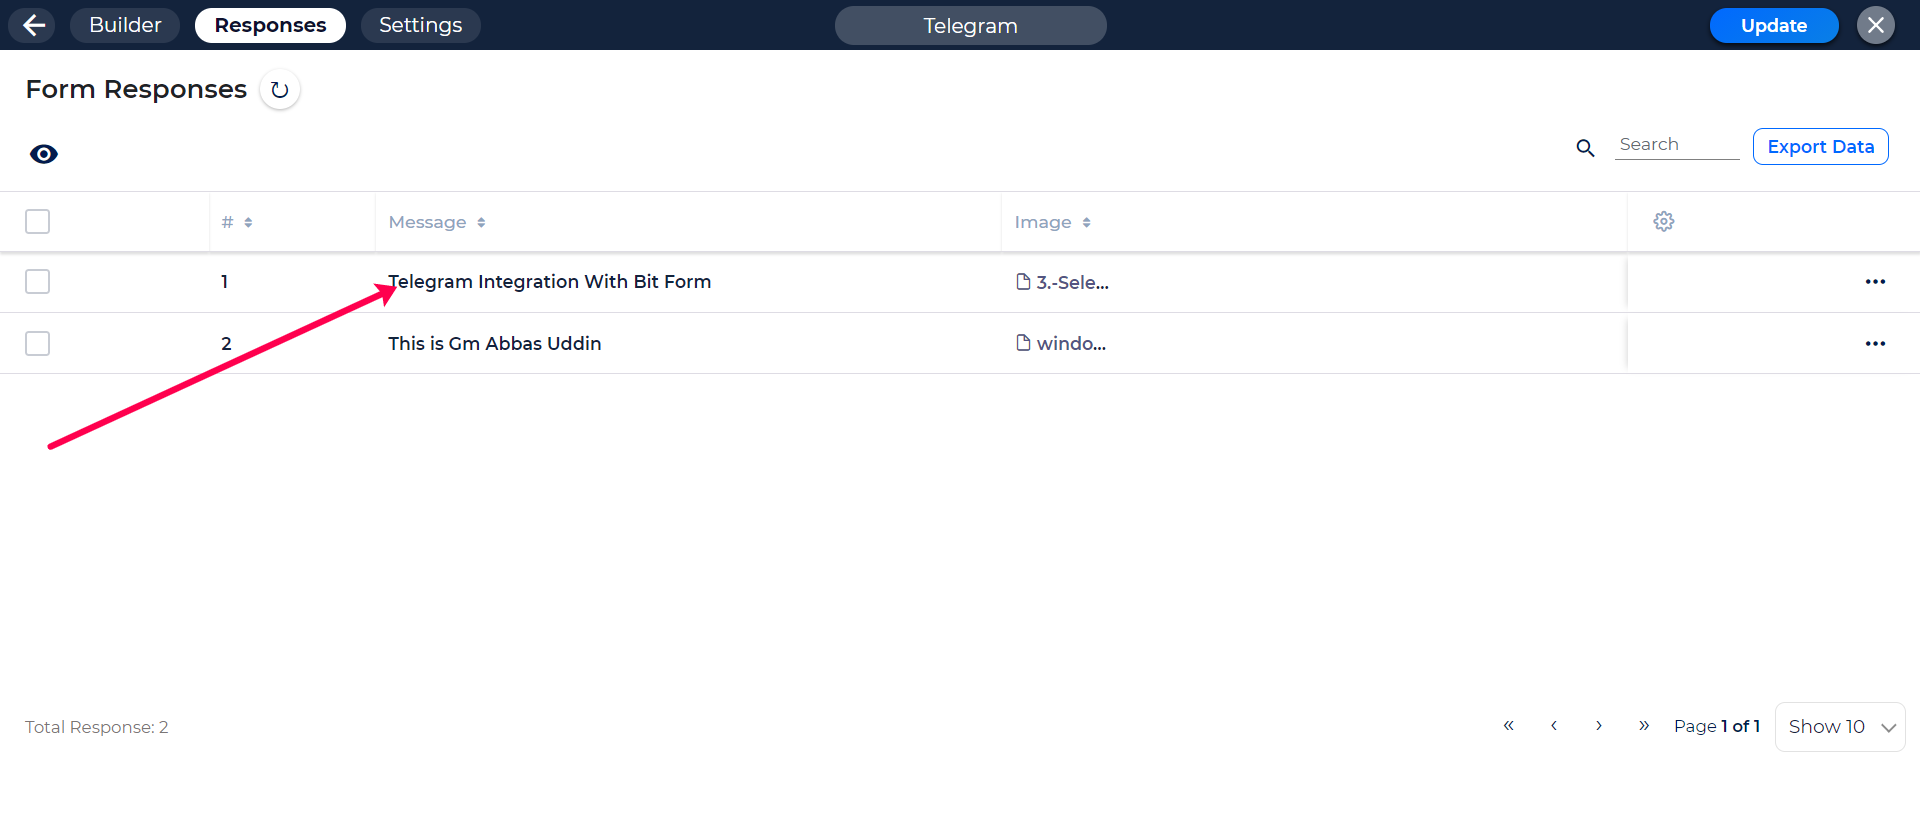 Builder Responses Settings Telegram Update
Form Responses
Search Export Data
# Message Image
1 Telegram Integration With Bit Form 3.-Sele...
2 This is Gm Abbas Uddin windo...
Total Response: 2 « ‹ › » Page 1 of 1 Show 10